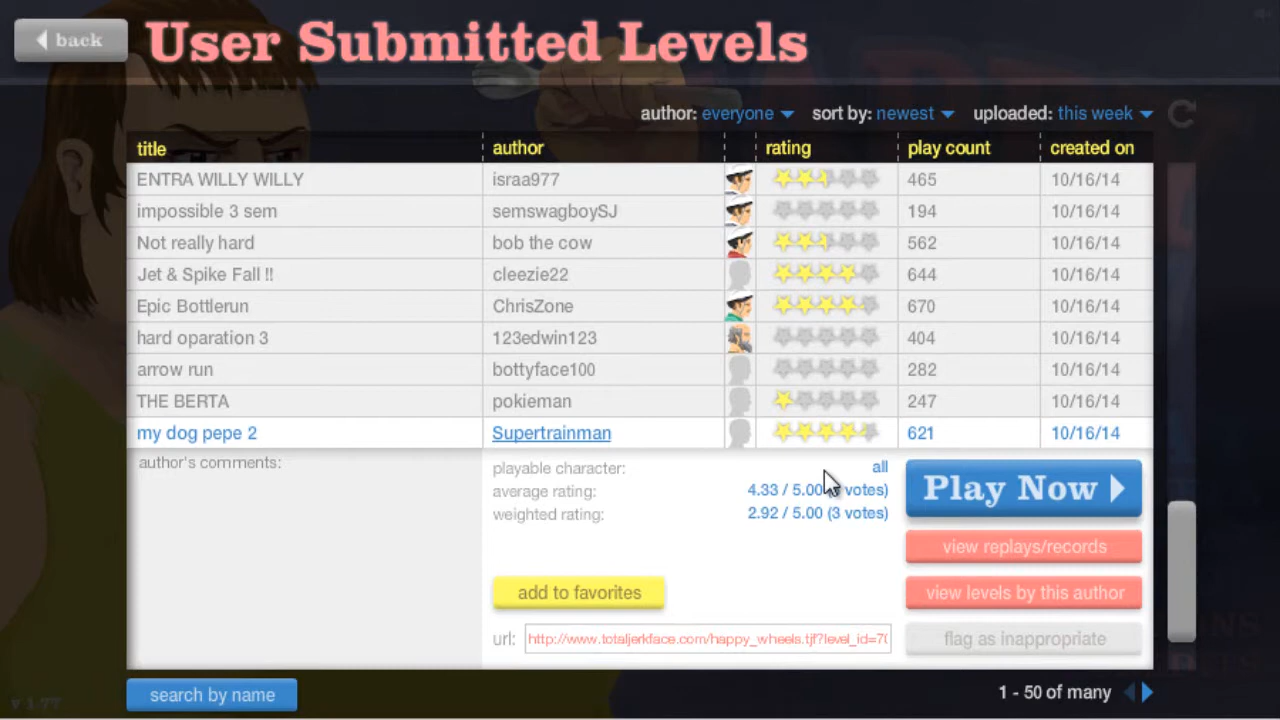 back
User Submitted Levels
author: everyone sort by: newest uploaded: this week
title author rating play count created on
ENTRA WILLY WILLY israa977 465 10/16/14
impossible 3 sem semswagboySJ 194 10/16/14
Not really hard bob the cow 562 10/16/14
Jet & Spike Fall !! cleezie22 644 10/16/14
Epic Bottlerun ChrisZone 670 10/16/14
hard oparation 3 123edwin123 404 10/16/14
arrow run bottyface100 282 10/16/14
THE BERTA pokieman 247 10/16/14
my dog pepe 2 Supertrainman 621 10/16/14
author's comments:
playable character: all
average rating: 4.33 / 5.00 votes)
weighted rating: 2.92 / 5.00 (3 votes)
Play Now
view replays/records
add to favorites
view levels by this author
url: http://www.totaljerkface.com/happy_wheels.tjf?level_id=7
flag as inappropriate
v 1.77
search by name
1 - 50 of many